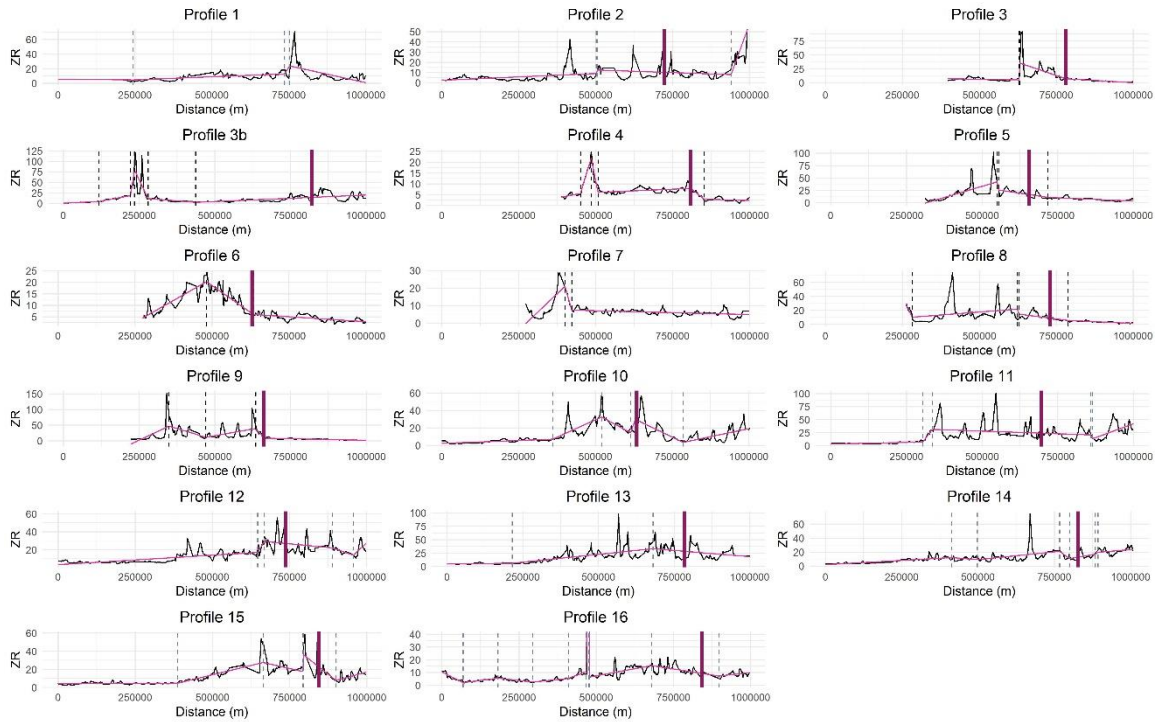 Profile 1
ZR
60
40
20
0
0 250000 500000 750000 1000000
Distance (m)
Profile 2
ZR
50
40
30
20
10
0
0 250000 500000 750000 1000000
Distance (m)
Profile 3
ZR
75
50
25
0
0 250000 500000 750000 1000000
Distance (m)
Profile 3b
ZR
125
100
75
50
25
0
0 250000 500000 750000 1000000
Distance (m)
Profile 4
ZR
25
20
15
10
5
0
0 250000 500000 750000 1000000
Distance (m)
Profile 5
ZR
100
75
50
25
0
0 250000 500000 750000 1000000
Distance (m)
Profile 6
ZR
25
20
15
10
5
0 250000 500000 750000 1000000
Distance (m)
Profile 7
ZR
30
20
10
0
0 250000 500000 750000 1000000
Distance (m)
Profile 8
ZR
60
40
20
0
0 250000 500000 750000 1000000
Distance (m)
Profile 9
ZR
150
100
50
0
0 250000 500000 750000 1000000
Distance (m)
Profile 10
ZR
60
40
20
0
0 250000 500000 750000 1000000
Distance (m)
Profile 11
ZR
100
75
50
25
0
0 250000 500000 750000 1000000
Distance (m)
Profile 12
ZR
60
40
20
0 250000 500000 750000 1000000
Distance (m)
Profile 13
ZR
100
75
50
25
0
0 250000 500000 750000 1000000
Distance (m)
Profile 14
ZR
60
40
20
0
0 250000 500000 750000 1000000
Distance (m)
Profile 15
ZR
60
40
20
0
0 250000 500000 750000 1000000
Distance (m)
Profile 16
ZR
40
30
20
10
0
0 250000 500000 750000 1000000
Distance (m)